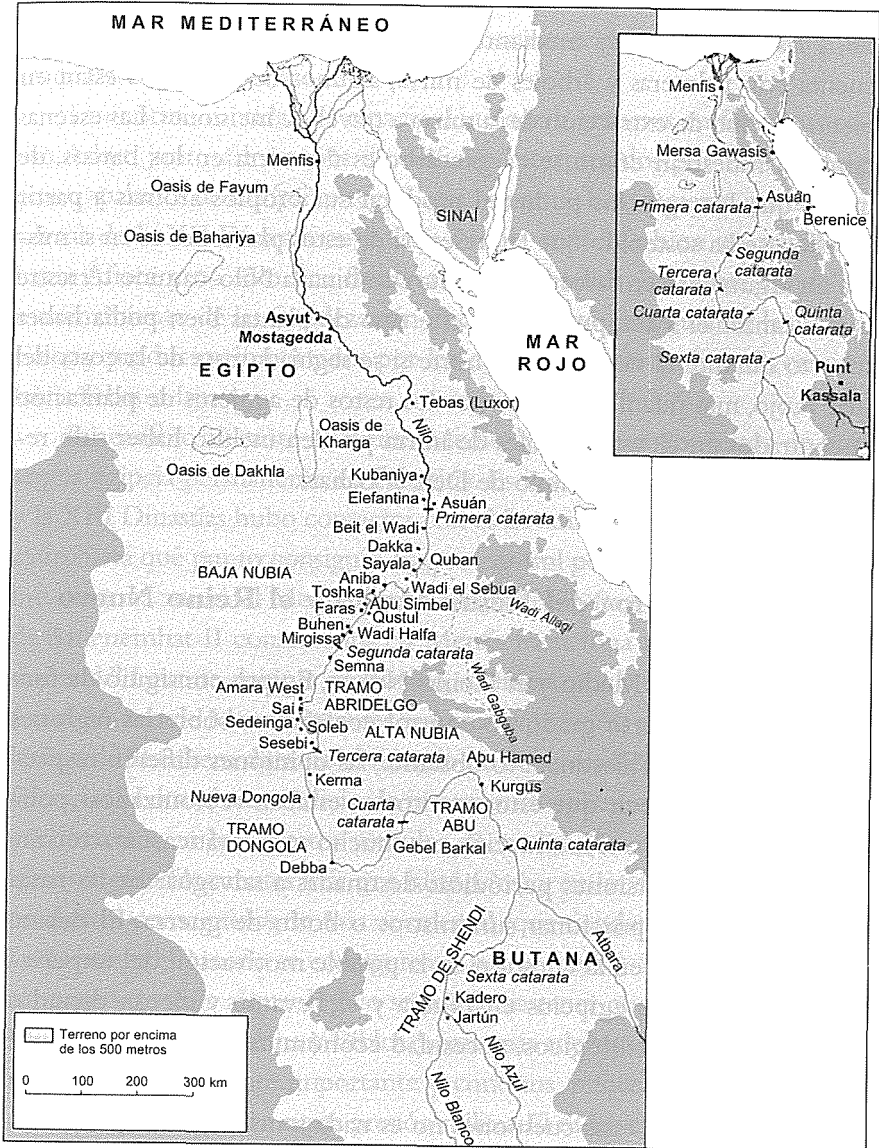 MAR MEDITERRÁNEO
Menfis
Oasis de Fayum
SINAÍ
Oasis de Bahariya
Asyut
Mostagedda
MAR
ROJO
EGIPTO
Tebas (Luxor)
Nilo
Oasis de
Kharga
Oasis de Dakhla
Kubaniya
Elefantina
Asuán
Primera catarata
Beit el Wadi
Dakka
Quban
Sayala
BAJA NUBIA
Aniba
Wadi el Sebua
Toshka
Wadi Allaqi
Faras
Abu Simbel
Qustul
Buhen
Wadi Halfa
Mirgissa
Segunda catarata
Semna
Wadi Gabgaba
Amara West
TRAMO
ABRIDELGO
Sai
Sedeinga
Soleb
ALTA NUBIA
Sesebi
Tercera catarata
Abu Hamed
Kerma
Kurgus
Nueva Dongola
Cuarta
catarata
TRAMO
ABU
TRAMO
DONGOLA
Gebel Barkal
Quinta catarata
Debba
TRAMO DE SHENDI
BUTANA
Atbara
Sexta catarata
Kadero
Jartún
Nilo Azul
Nilo Blanco
Terreno por encima
de los 500 metros
0 100 200 300 km
Menfis
Mersa Gawasis
Asuán
Primera catarata
Berenice
Segunda
catarata
Tercera
catarata
Cuarta catarata
Quinta
catarata
Sexta catarata
Punt
Kassala